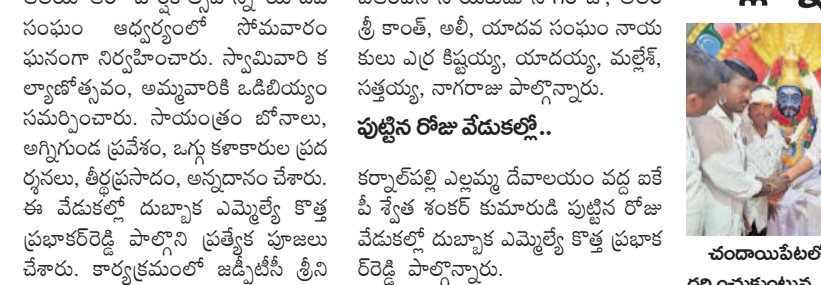 సంఘం ఆధ్వర్యంలో సోమవారం
ఘనంగా నిర్వహించారు. స్వామివారి క
ల్యాణోత్సవం, అమ్మవారికి ఒడిబియ్యం
సమర్పించారు. సాయంత్రం బోనాలు,
అగ్నిగుండ ప్రవేశం, ఒగ్గు కళాకారుల ప్రద
ర్శనలు, తీర్థప్రసాదం, అన్నదానం చేశారు.
ఈ వేడుకల్లో దుబ్బాక ఎమ్మెల్యే కొత్త
ప్రభాకర్‌రెడ్డి పాల్గొని ప్రత్యేక పూజలు
చేశారు. కార్యక్రమంలో జడ్పీటీసీ శ్రీని
శ్రీ కాంత్, అలీ, యాదవ సంఘం నాయ
కులు ఎర్ర కిష్టయ్య, యాదయ్య, మల్లేశ్,
సత్తయ్య, నాగరాజు పాల్గొన్నారు.
పుట్టిన రోజు వేడుకల్లో..
కర్నాల్‌పల్లి ఎల్లమ్మ దేవాలయం వద్ద ఐకే
పీ శ్వేత శంకర్ కుమారుడి పుట్టిన రోజు
వేడుకల్లో దుబ్బాక ఎమ్మెల్యే కొత్త ప్రభాక
ర్‌రెడ్డి పాల్గొన్నారు.
చందాయిపేటలో